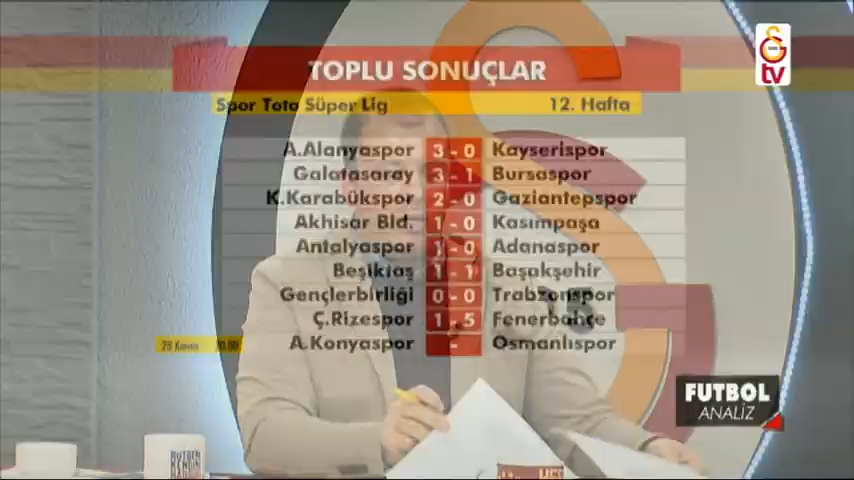 TOPLU SONUÇLAR
tv
Spor Toto Süper Lig 12. Hafta
A.Alanyaspor 3 - 0 Kayserispor
Galatasaray 3 - 1 Bursaspor
K.Karabükspor 2 - 0 Gaziantepspor
Akhisar Bld. 1 - 0 Kasımpaşa
Antalyaspor 1 - 0 Adanaspor
Beşiktaş 1 - 1 Başakşehir
Gençlerbirliği 0 - 0 Trabzonspor
Ç.Rizespor 1 - 5 Fenerbahçe
A.Konyaspor - Osmanlıspor
FUTBOL
ANALİZ